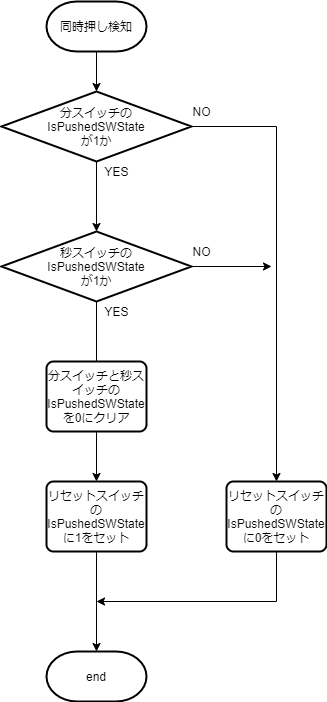 同時押し検知
分スイッチの
IsPushedSWState
が1か
NO
YES
秒スイッチの
IsPushedSWState
が1か
NO
YES
分スイッチと秒ス
イッチの
IsPushedSWState
を0にクリア
リセットスイッチ
の
IsPushedSWState
に1をセット
リセットスイッチ
の
IsPushedSWState
に0をセット
end